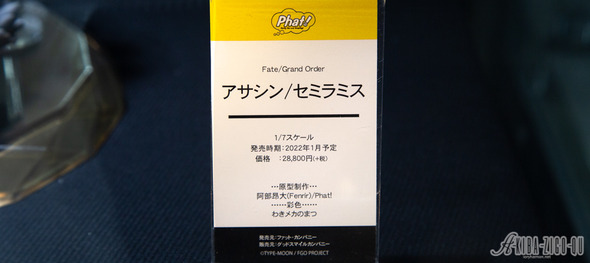 Phat!
Fate/Grand Order
アサシン/セミラミス
1/7スケール
発売時期:2022年1月予定
価格 :28,800円(+税)
…原型制作…
阿部昂大(Fenrir)/Phat!
……彩色……
わきメカのまつ
発売元:ファット・カンパニー
販売元:グッドスマイルカンパニー
©TYPE-MOON / FGO PROJECT
AKIBA-ZUCO-OU